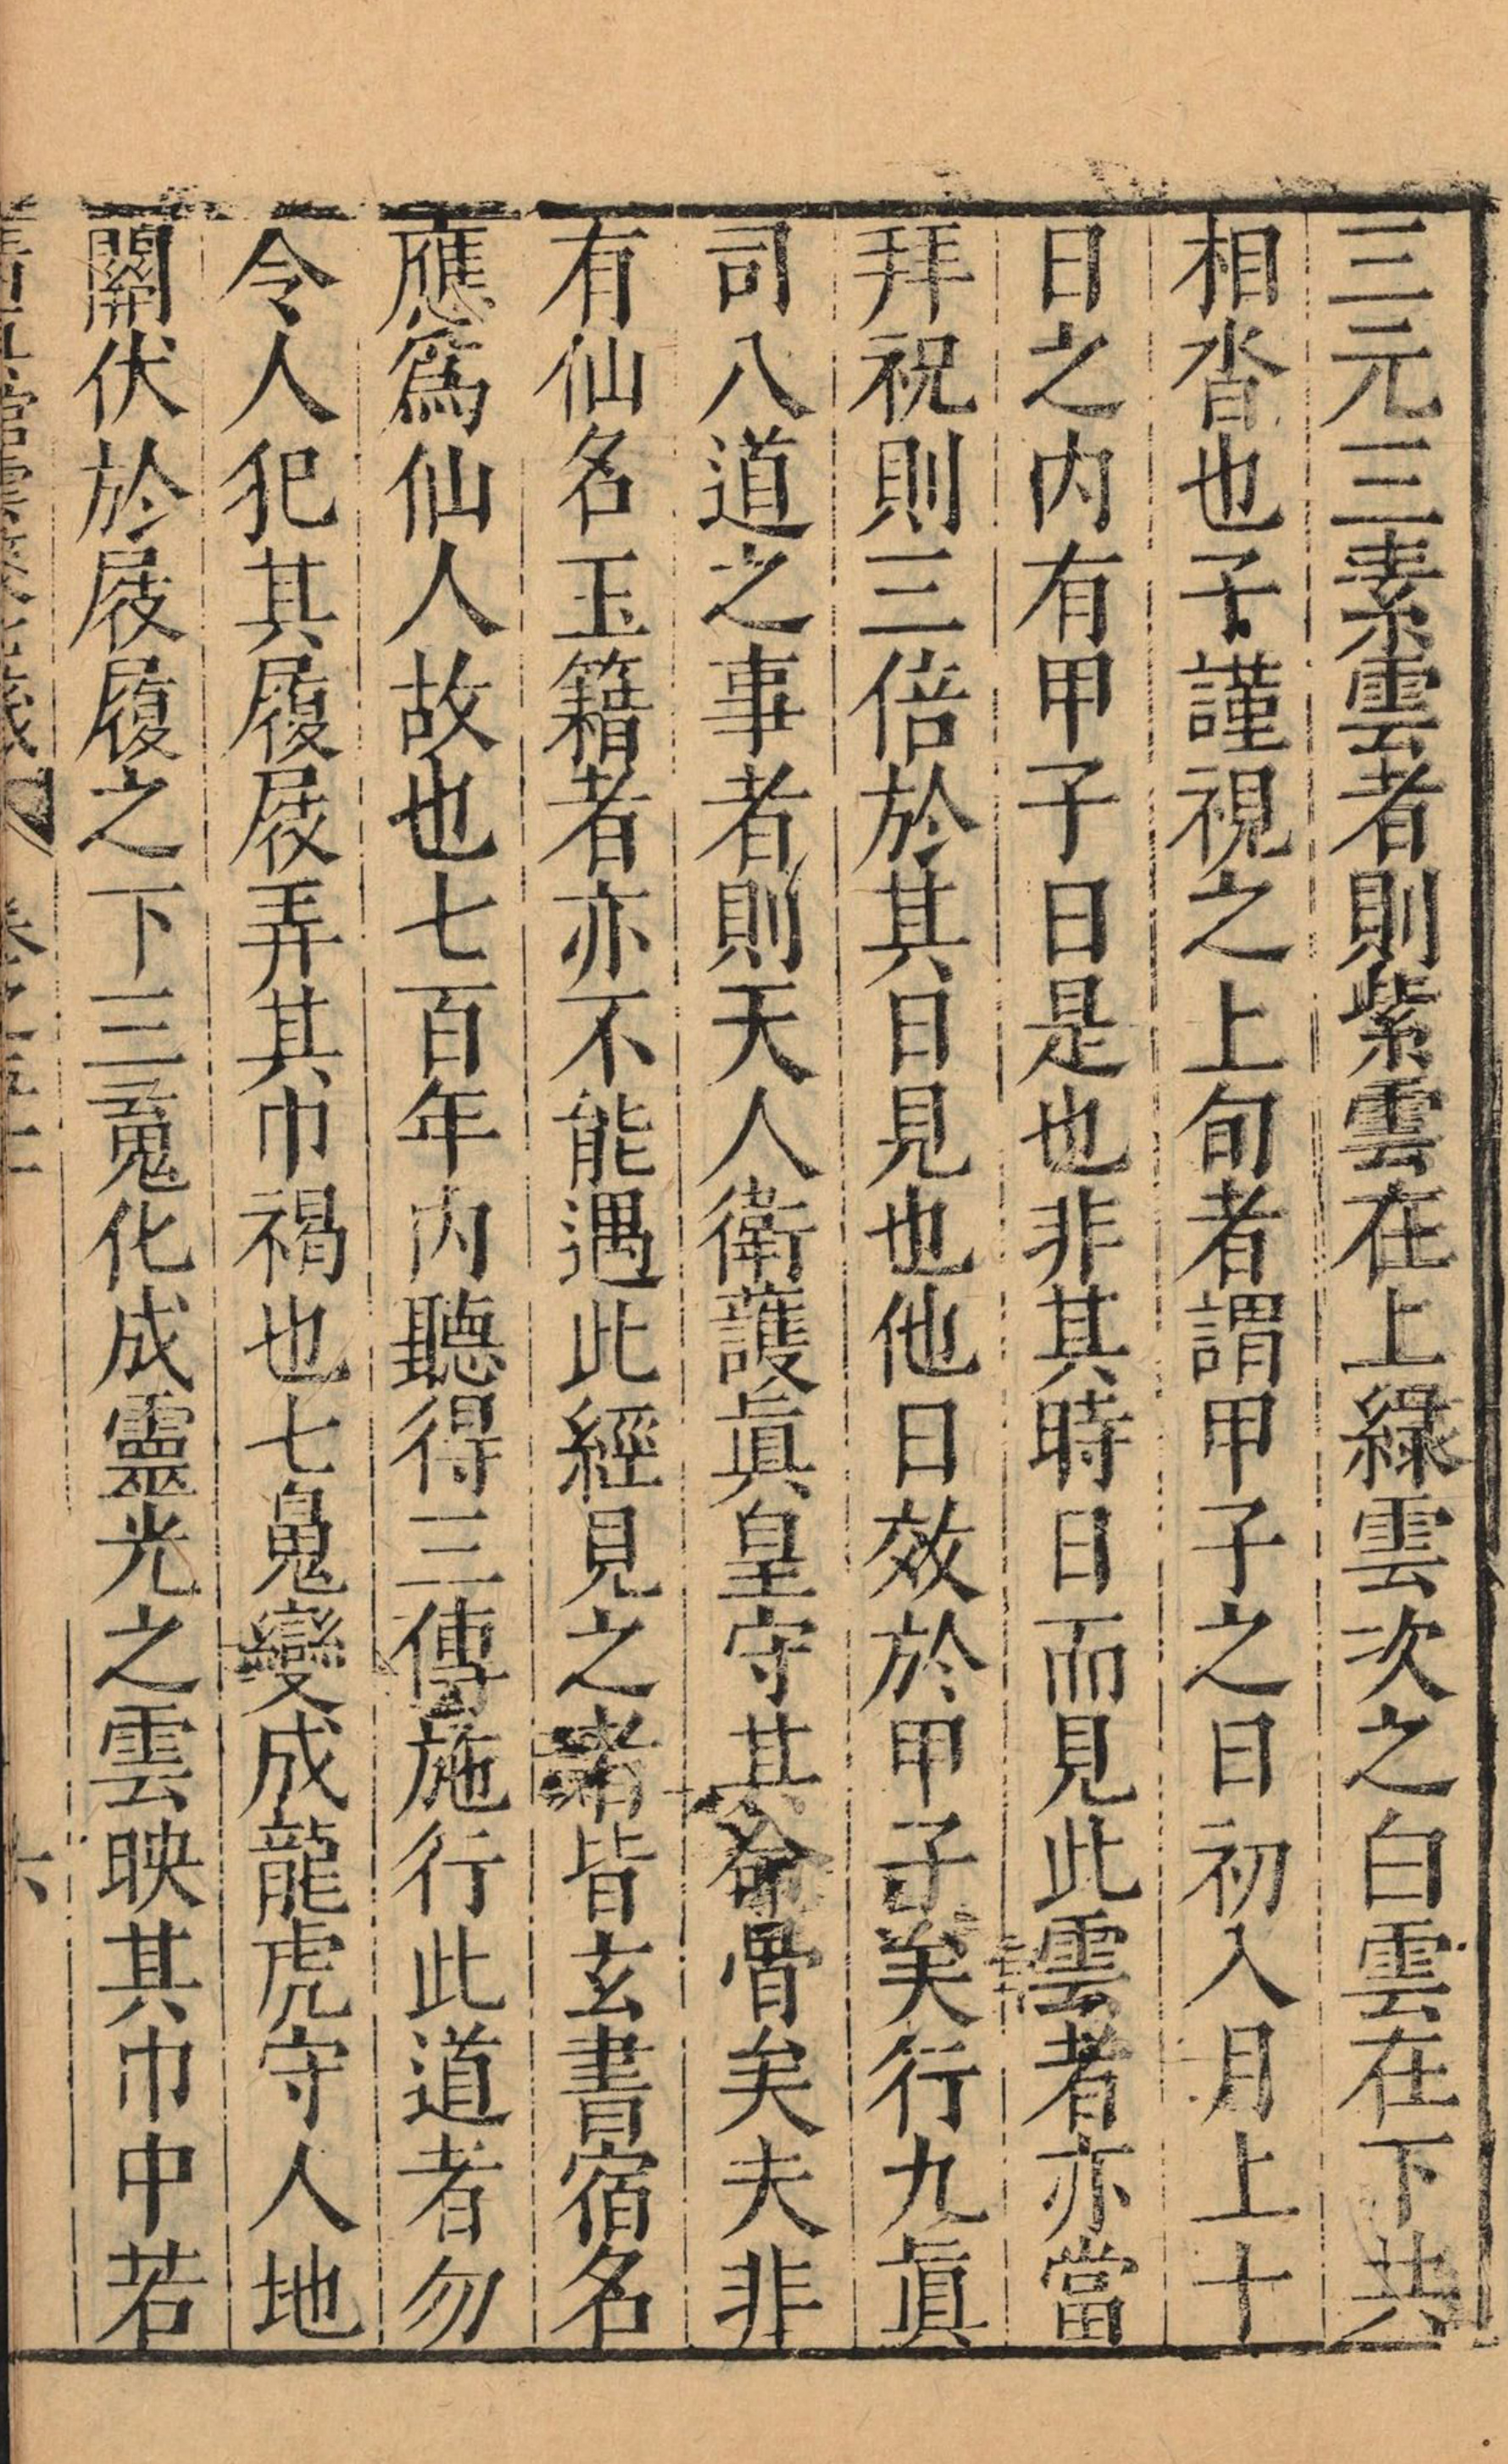 三元三素雲者則紫雲在上綠雲次之白雲在下共
相沓也子謹視之上旬者謂甲子之日初入月上十
日之內有甲子日是也非其時日而見此雲者亦當
拜祝則三倍於其日見也他日效於甲子矣行九眞
司八道之事者則天人衛護眞皇守其命骨矣夫非
有仙名玉籍者亦不能遇此經見之者皆玄書宿名
應爲仙人故也七百年內聽得三傳施行此道者勿
令人犯其履屐弄其巾褐也七䰟變成龍虎守人地
關伏於屐履之下三䰟化成靈光之雲映其巾中若
六